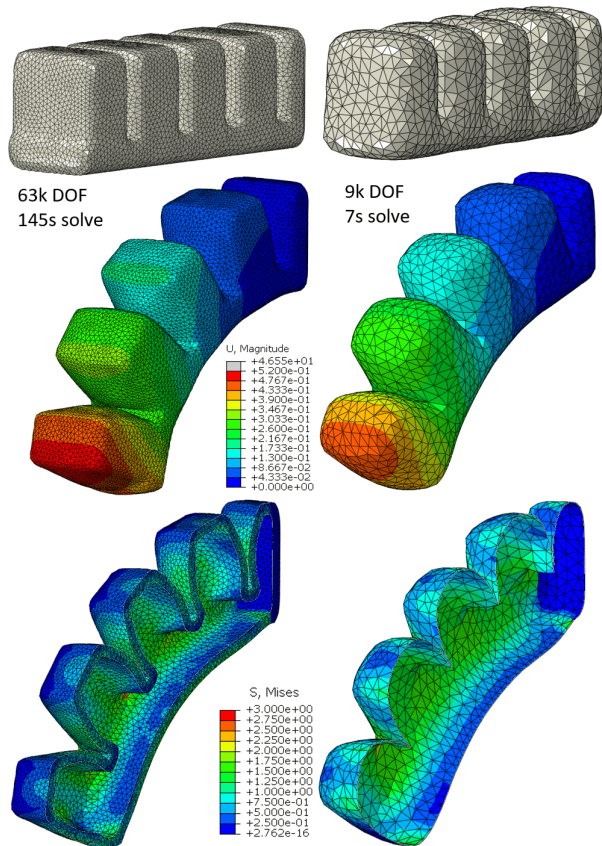 63k DOF
145s solve
9k DOF
7s solve
U, Magnitude
+4.655e+01
+5.200e-01
+4.767e-01
+4.333e-01
+3.900e-01
+3.467e-01
+3.033e-01
+2.600e-01
+2.167e-01
+1.733e-01
+1.300e-01
+8.667e-02
+4.333e-02
+0.000e+00
S, Mises
+3.000e+00
+2.750e+00
+2.500e+00
+2.250e+00
+2.000e+00
+1.750e+00
+1.500e+00
+1.250e+00
+1.000e+00
+7.500e-01
+5.000e-01
+2.500e-01
+2.762e-16